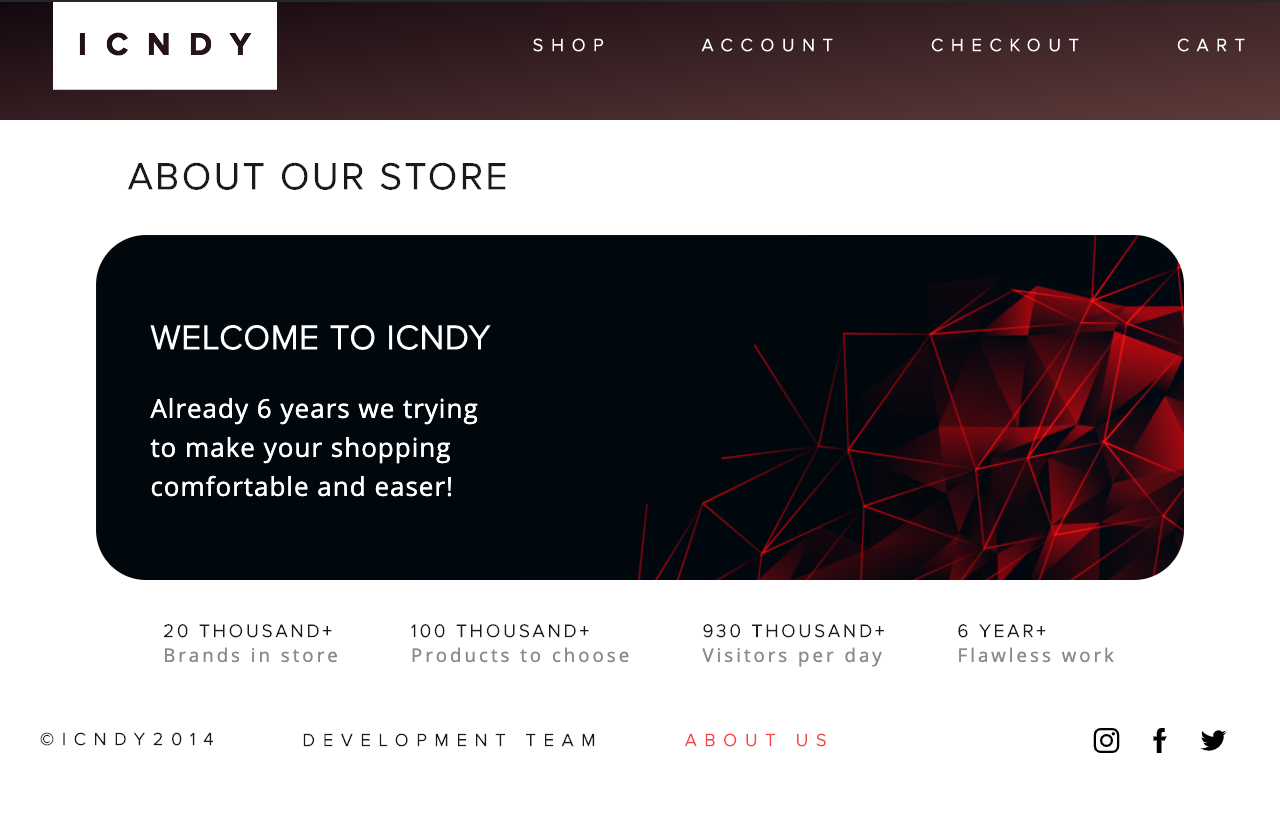 ICNDY
SHOP ACCOUNT CHECKOUT CART
ABOUT OUR STORE
WELCOME TO ICNDY
Already 6 years we trying
to make your shopping
comfortable and easer!
20 THOUSAND+
Brands in store
100 THOUSAND+
Products to choose
930 THOUSAND+
Visitors per day
6 YEAR+
Flawless work
©ICNDY2014 DEVELOPMENT TEAM ABOUT US